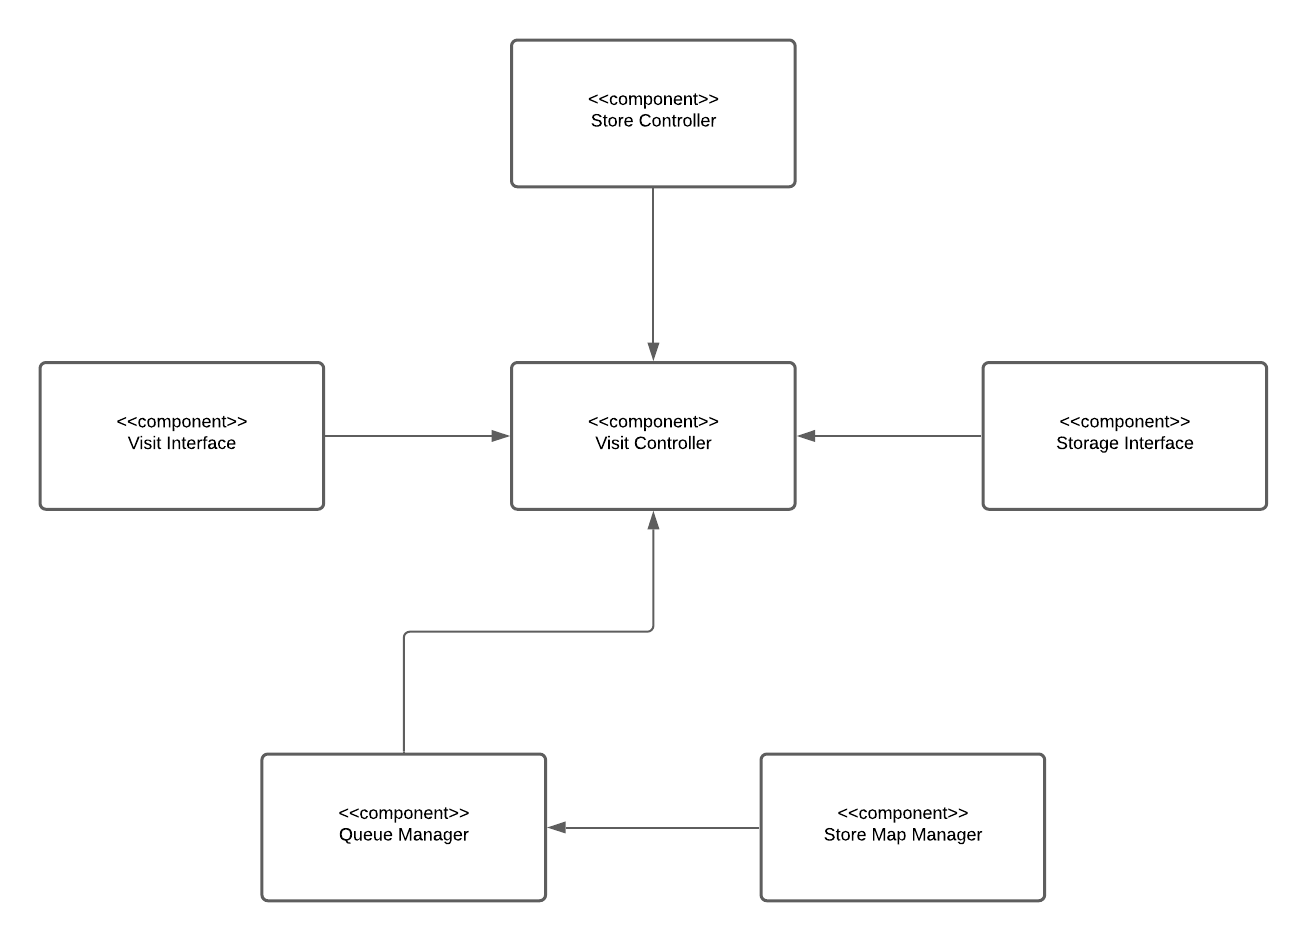 <<component>>
Store Controller
<<component>>
Visit Interface
<<component>>
Visit Controller
<<component>>
Storage Interface
<<component>>
Queue Manager
<<component>>
Store Map Manager